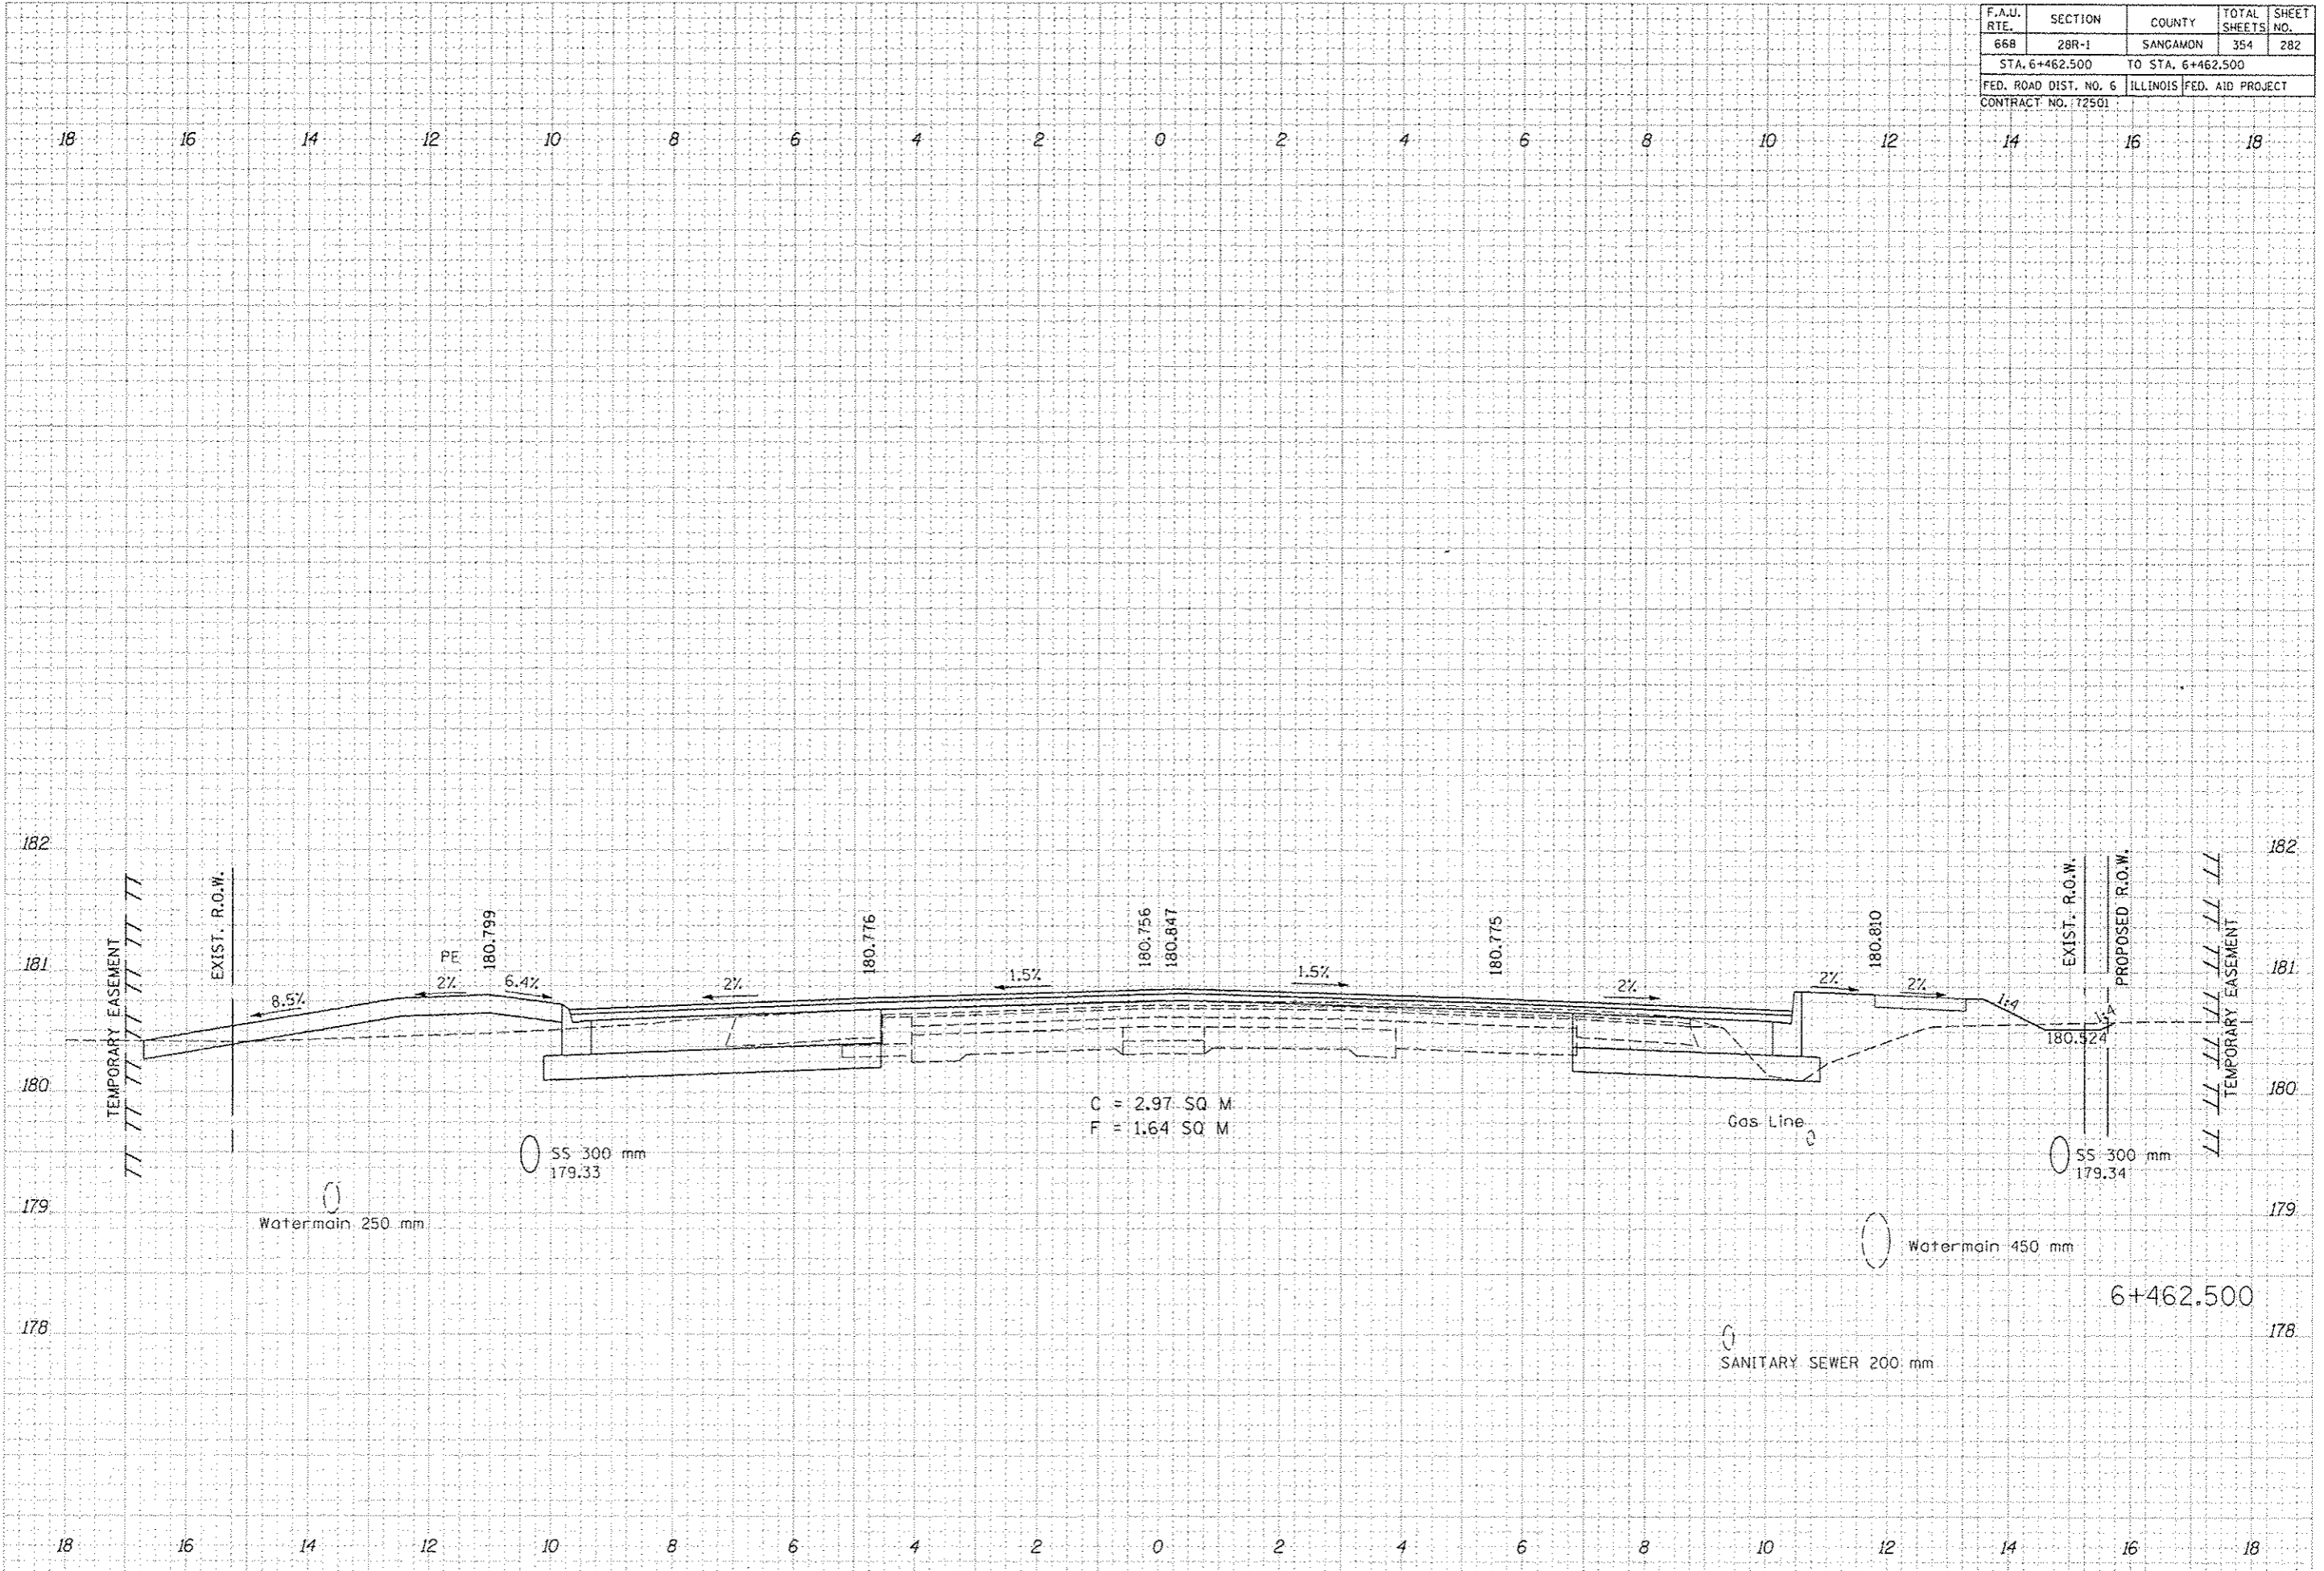 F.A.U. RTE. SECTION COUNTY TOTAL SHEETS SHEET NO.
668 28R-1 SANGAMON 354 282
STA. 6+462.500 TO STA. 6+462.500
FED. ROAD DIST. NO. 6 ILLINOIS FED. AID PROJECT
CONTRACT NO. 72501
18 16 14 12 10 8 6 4 2 0 2 4 6 8 10 12 14 16 18
182 182
181 181
180 180
179 179
178 178
TEMPORARY EASEMENT
EXIST. R.O.W.
8.5%
PE
2%
180.799
6.4%
2%
180.776
1.5%
180.756
180.847
1.5%
180.775
2%
2%
180.810
2%
1:4
180.524
1:4
EXIST. R.O.W.
PROPOSED R.O.W.
TEMPORARY EASEMENT
C = 2.97 SQ M
F = 1.64 SQ M
Gas Line
SS 300 mm
179.33
SS 300 mm
179.34
Watermain 250 mm
Watermain 450 mm
6+462.500
SANITARY SEWER 200 mm
18 16 14 12 10 8 6 4 2 0 2 4 6 8 10 12 14 16 18